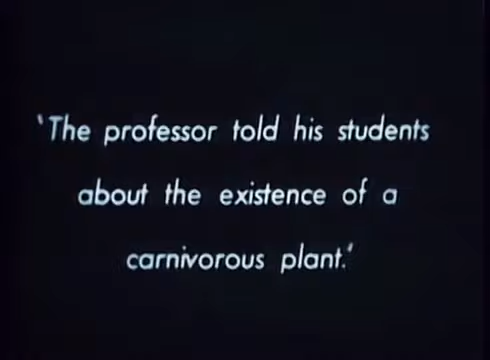 'The professor told his students
about the existence of a
carnivorous plant.'